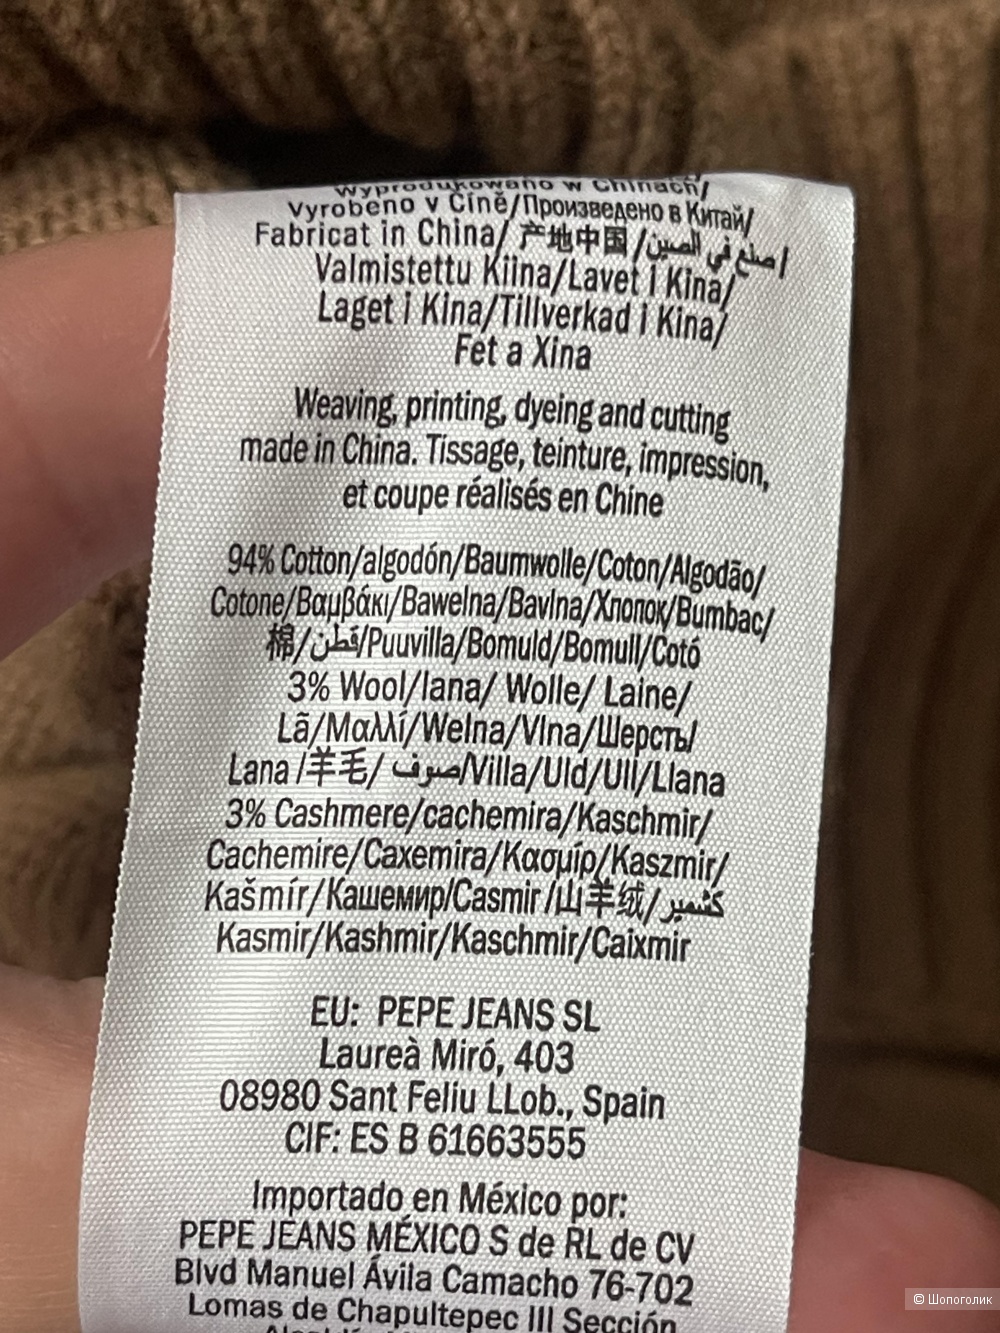 Wyprodukowano w Chinach/
Vyrobeno v Číně/Произведено в Китай/
Fabricat in China/ 产地中国 /اصنع في الصين/
Valmistettu Kiina/Lavet i Kina/
Laget i Kina/Tillverkad i Kina/
Fet a Xina
Weaving, printing, dyeing and cutting
made in China. Tissage, teinture, impression,
et coupe réalisés en Chine
94% Cotton/algodón/Baumwolle/Coton/Algodão/
Cotone/Βαμβάκι/Bawelna/Bavlna/Хлопок/Bumbac/
棉/قطن/Puuvilla/Bomuld/Bomull/Cotó
3% Wool/lana/ Wolle/ Laine/
Lã/Μαλλί/Welna/Vlna/Шерсть/
Lana /羊毛/ صوف/Villa/Uld/Ull/Llana
3% Cashmere/cachemira/Kaschmir/
Cachemire/Caxemira/Κασμίρ/Kaszmir/
Kašmír/Кашемир/Casmir /山羊绒/كشمير
Kasmir/Kashmir/Kaschmir/Caixmir
EU: PEPE JEANS SL
Laureà Miró, 403
08980 Sant Feliu LLob., Spain
CIF: ES B 61663555
Importado en México por:
PEPE JEANS MÉXICO S de RL de CV
Blvd Manuel Ávila Camacho 76-702
Lomas de Chapultepec III Sección
© Шопоголик